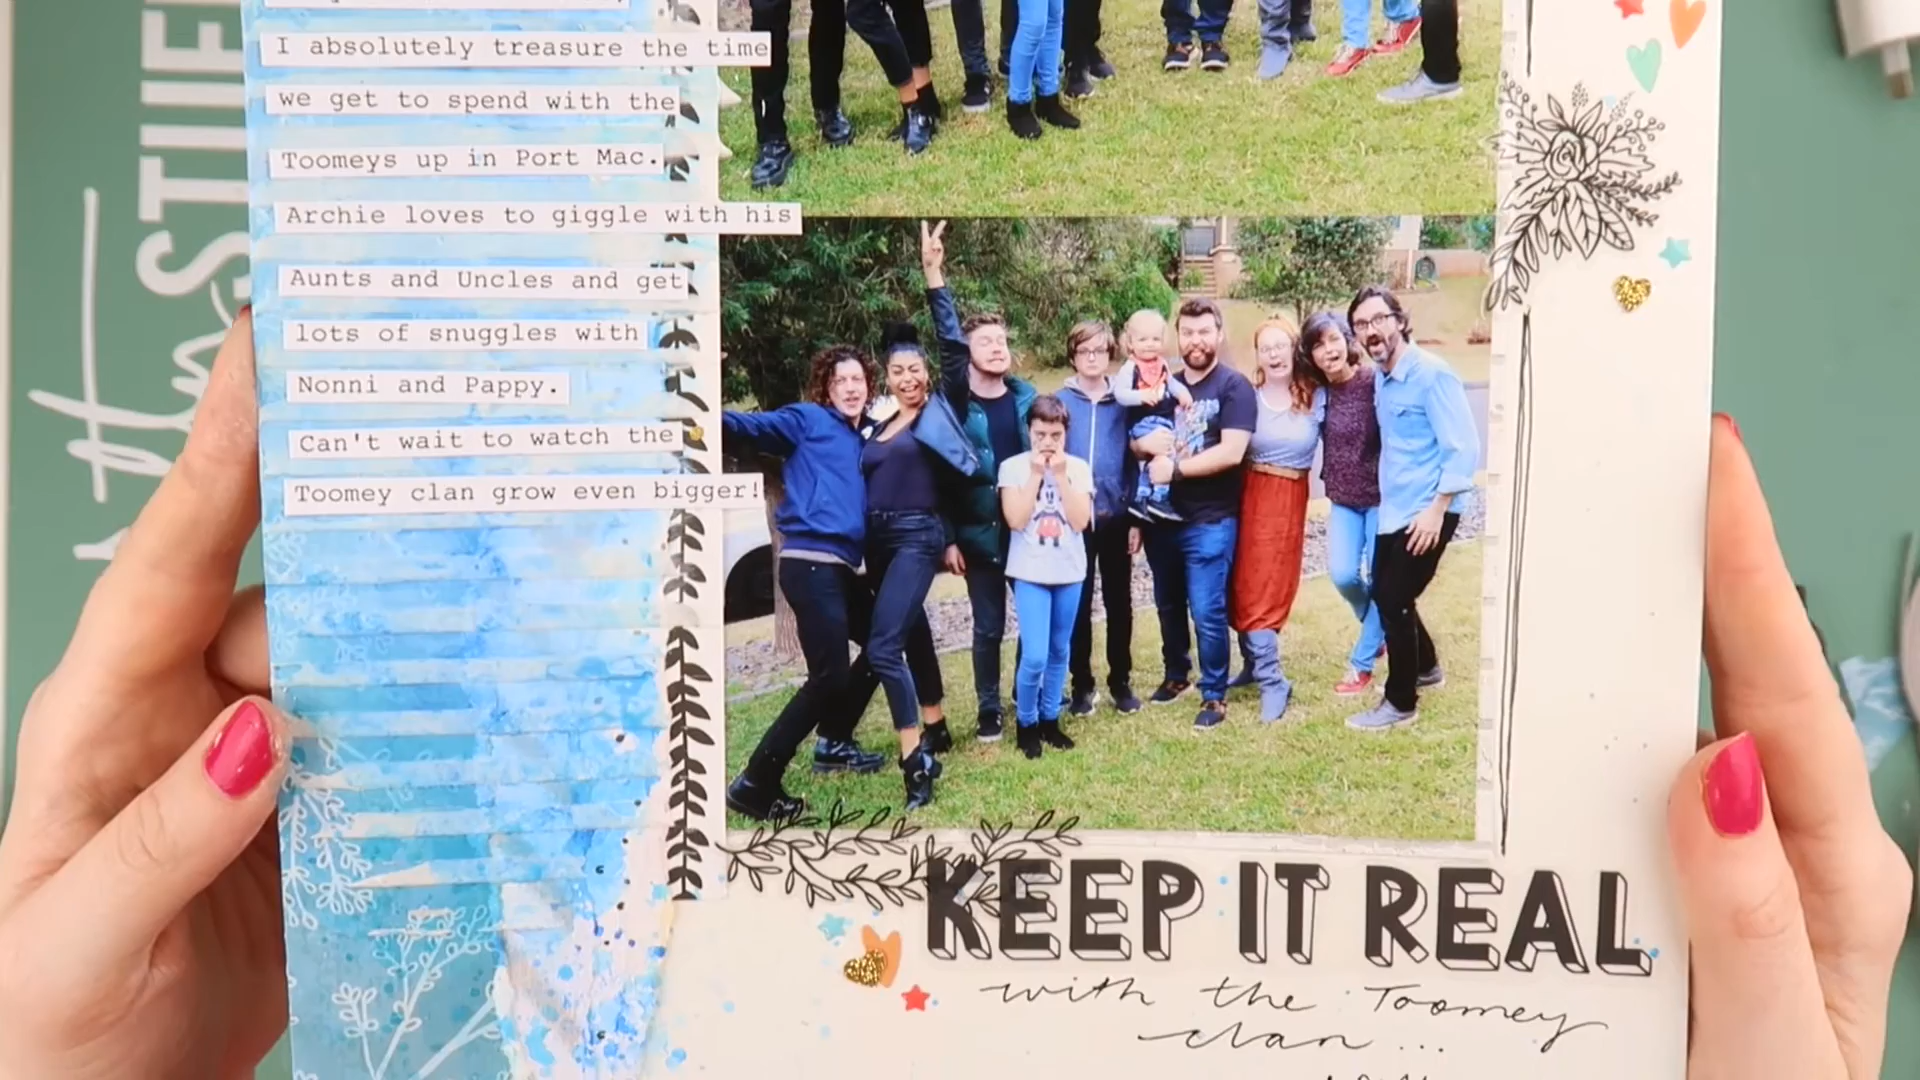 I absolutely treasure the time
we get to spend with the
Toomeys up in Port Mac.
Archie loves to giggle with his
Aunts and Uncles and get
lots of snuggles with
Nonni and Pappy.
Can't wait to watch the
Toomey clan grow even bigger!
KEEP IT REAL
with the Toomey
clan...